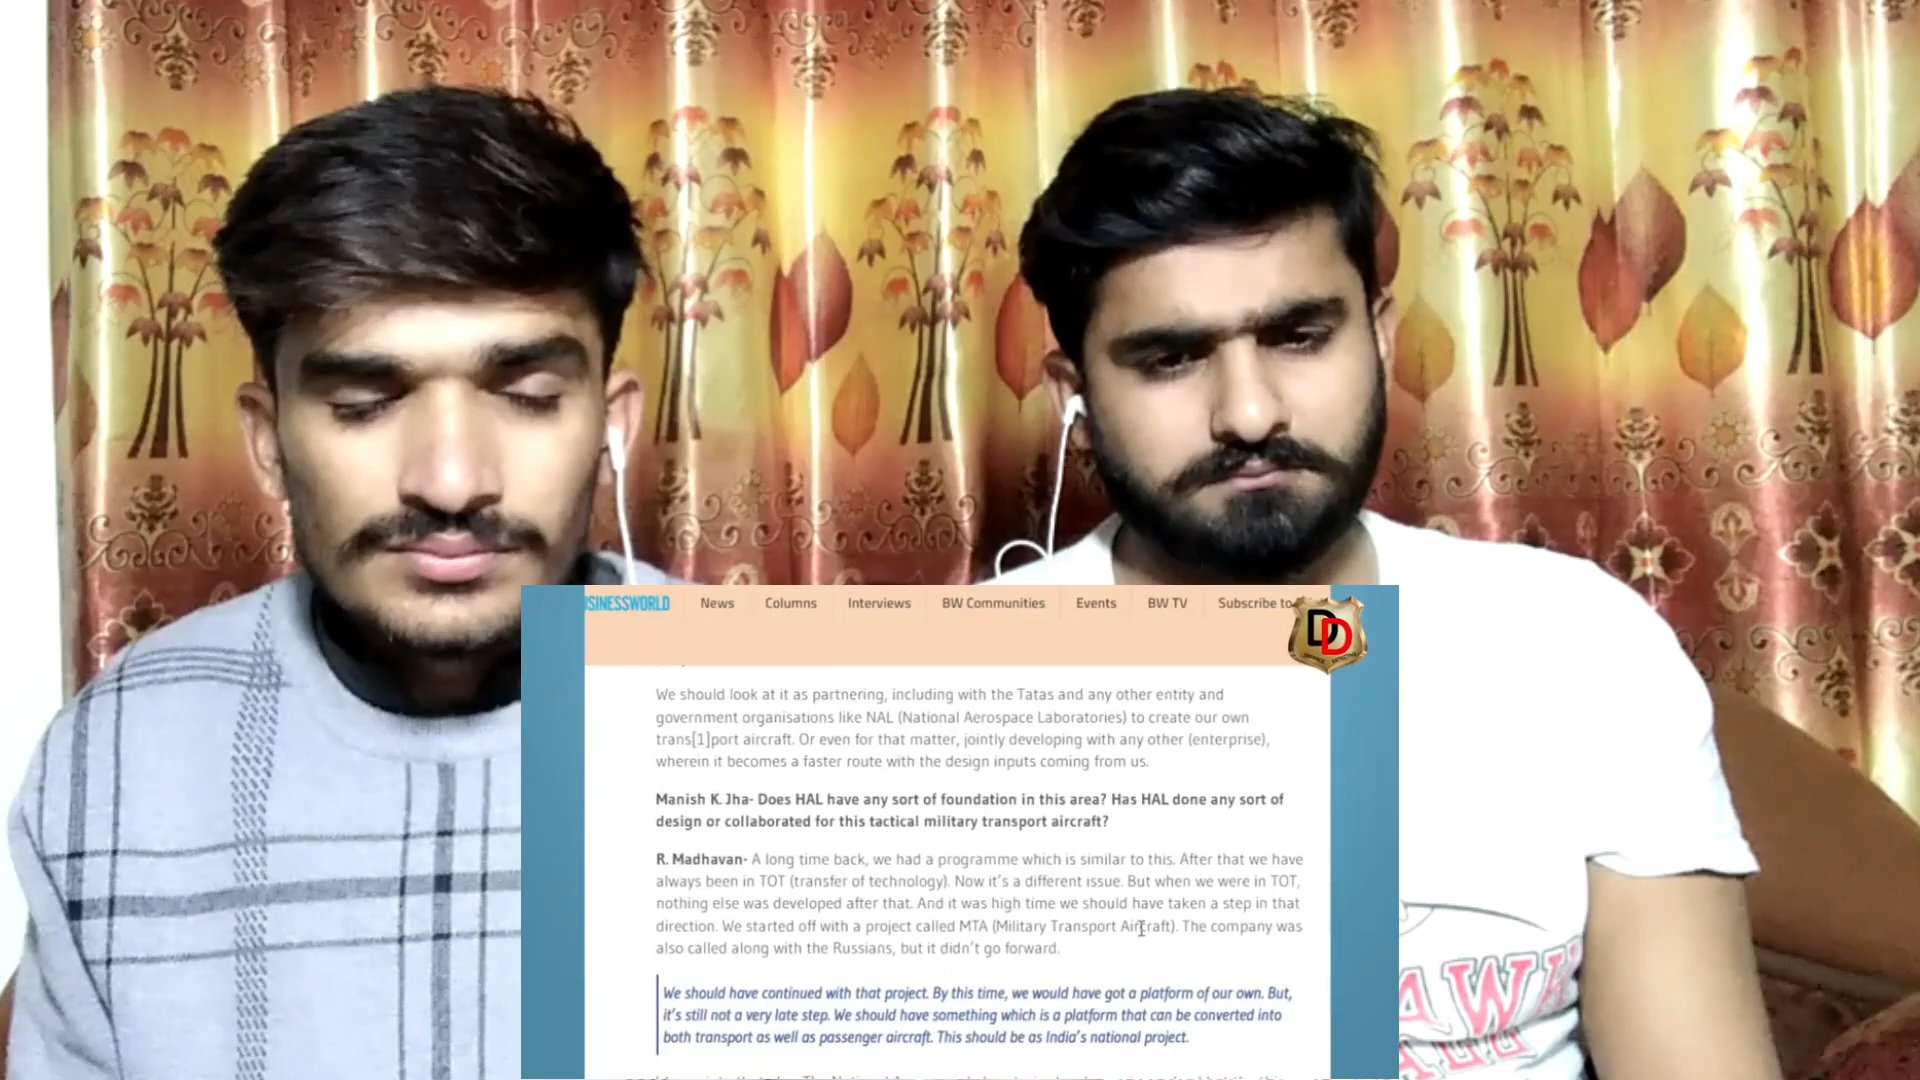 SINESSWORLD News Columns Interviews BW Communities Events BW TV Subscribe to
DD
DEFENCE DETECTIVE
We should look at it as partnering, including with the Tatas and any other entity and
government organisations like NAL (National Aerospace Laboratories) to create our own
trans[1]port aircraft. Or even for that matter, jointly developing with any other (enterprise),
wherein it becomes a faster route with the design inputs coming from us.
Manish K. Jha- Does HAL have any sort of foundation in this area? Has HAL done any sort of
design or collaborated for this tactical military transport aircraft?
R. Madhavan- A long time back, we had a programme which is similar to this. After that we have
always been in TOT (transfer of technology). Now it's a different issue. But when we were in TOT,
nothing else was developed after that. And it was high time we should have taken a step in that
direction. We started off with a project called MTA (Military Transport Aircraft). The company was
also called along with the Russians, but it didn't go forward.
We should have continued with that project. By this time, we would have got a platform of our own. But,
it's still not a very late step. We should have something which is a platform that can be converted into
both transport as well as passenger aircraft. This should be as India's national project.